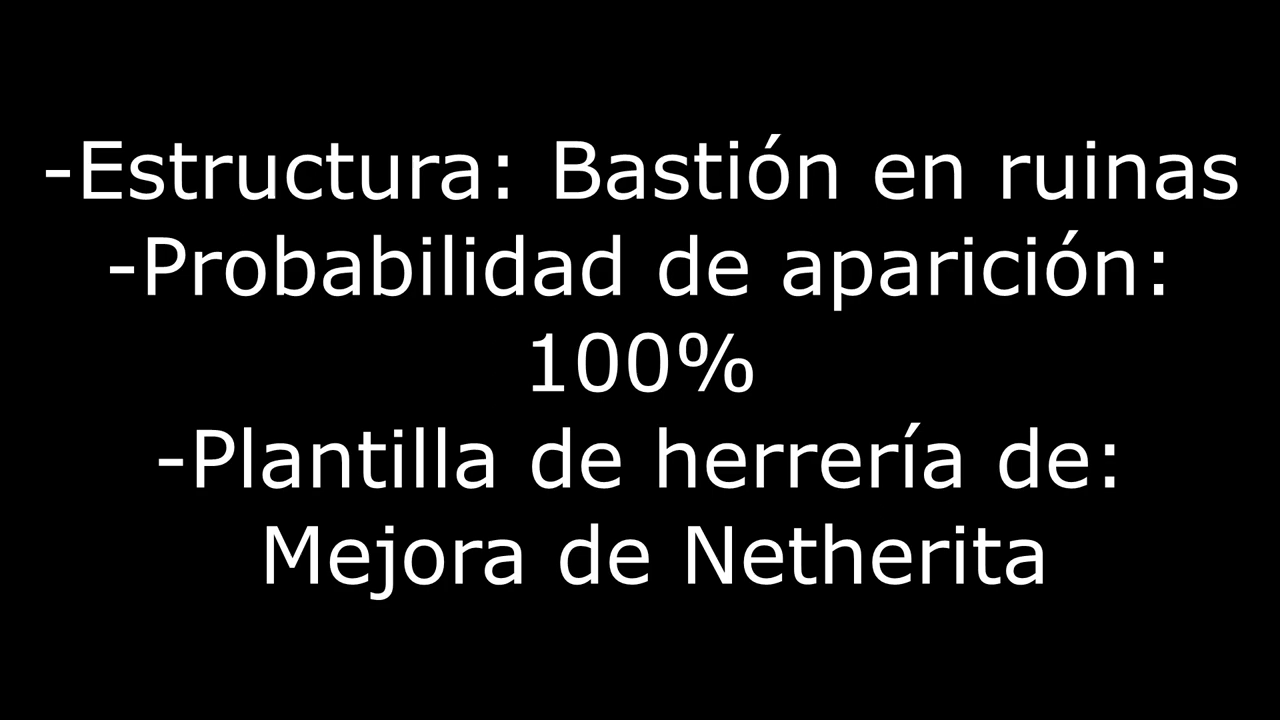 -Estructura: Bastión en ruinas
-Probabilidad de aparición:
100%
-Plantilla de herrería de:
Mejora de Netherita